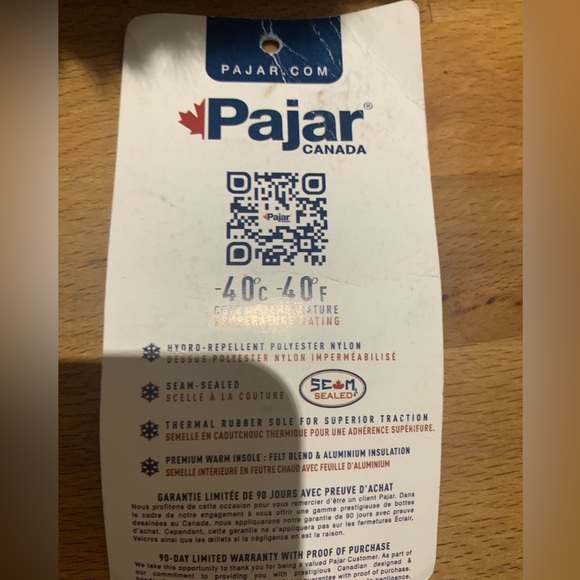 PAJAR.COM
Pajar®
CANADA
Pajar
-40°C -40°F
TEMPERATURE RATING
HYDRO-REPELLENT POLYESTER NYLON
DESSUS POLYESTER NYLON IMPERMÉABILISÉ
SEAM-SEALED
SCELLÉ À LA COUTURE
SEAM
SEALED
THERMAL RUBBER SOLE FOR SUPERIOR TRACTION
SEMELLE EN CAOUTCHOUC THERMIQUE POUR UNE ADHÉRENCE SUPÉRIEURE.
PREMIUM WARM INSOLE : FELT BLEND & ALUMINIUM INSULATION
SEMELLE INTÉRIEURE EN FEUTRE CHAUD AVEC FEUILLE D'ALUMINIUM
GARANTIE LIMITÉE DE 90 JOURS AVEC PREUVE D'ACHAT
Nous profitons de cette occasion pour vous remercier d'être un client Pajar. Dans
le cadre de notre engagement à vous offrir une gamme prestigieuse de bottes
dessinées au Canada, nous appliquerons notre garantie de 90 jours avec preuve
d'achat. Cependant, cette garantie ne s'appliquera pas sur les fermetures Éclair,
Velcros ainsi que les œillets si la négligence en est la raison.
90-DAY LIMITED WARRANTY WITH PROOF OF PURCHASE
We take this opportunity to thank you for being a valued Pajar Customer. As part of
our commitment to providing you with prestigious Canadian designed &
with proof of purchase.